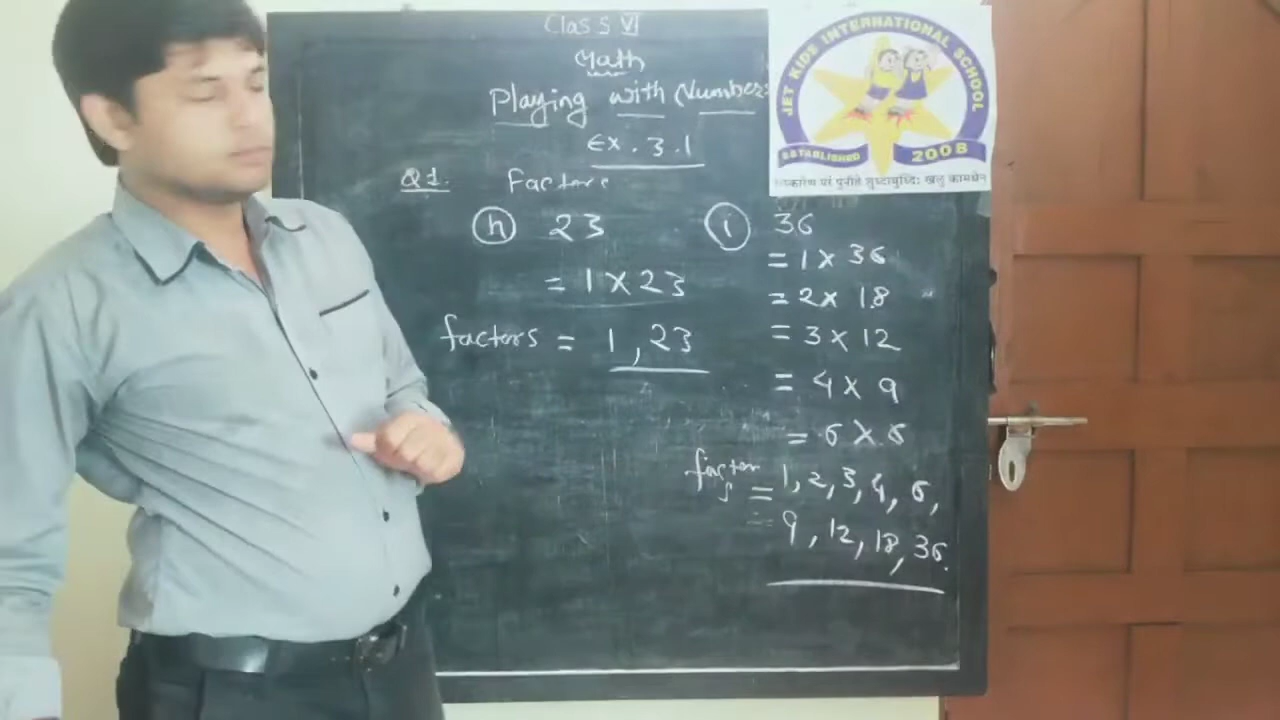 Class VI
Math
Playing with Numbers
Ex. 3.1
Q1. Factors
h 23
= 1 × 23
factors = 1, 23
i 36
= 1 × 36
= 2 × 18
= 3 × 12
= 4 × 9
= 6 × 6
factors = 1, 2, 3, 4, 6,
9, 12, 18, 36.
JET KIDS INTERNATIONAL SCHOOL
ESTABLISHED 2008